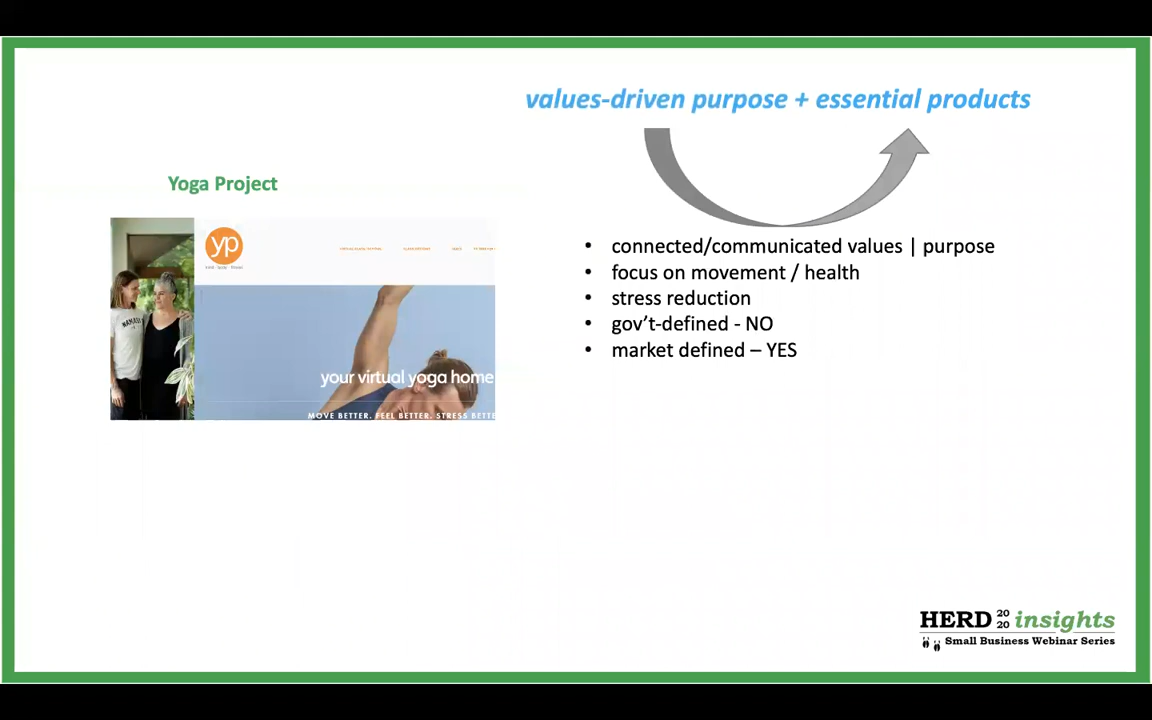 values-driven purpose + essential products
Yoga Project
yp
your virtual yoga home
MOVE BETTER. FEEL BETTER. STRESS BETTE
• connected/communicated values | purpose
• focus on movement / health
• stress reduction
• gov’t-defined - NO
• market defined – YES
HERD 20 20 insights
Small Business Webinar Series